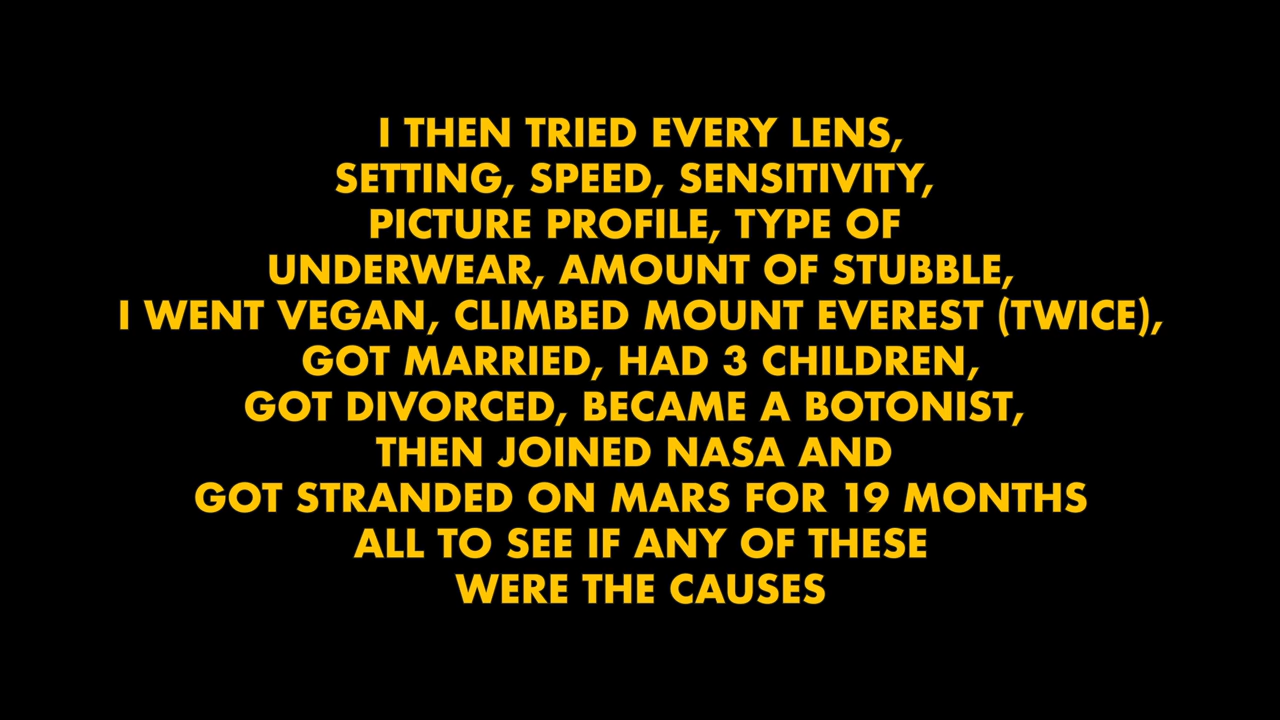 I THEN TRIED EVERY LENS,
SETTING, SPEED, SENSITIVITY,
PICTURE PROFILE, TYPE OF
UNDERWEAR, AMOUNT OF STUBBLE,
I WENT VEGAN, CLIMBED MOUNT EVEREST (TWICE),
GOT MARRIED, HAD 3 CHILDREN,
GOT DIVORCED, BECAME A BOTONIST,
THEN JOINED NASA AND
GOT STRANDED ON MARS FOR 19 MONTHS
ALL TO SEE IF ANY OF THESE
WERE THE CAUSES